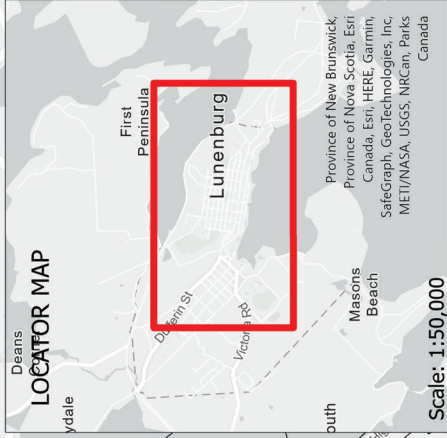 Deans
LOCATOR MAP
ydale
First
Peninsula
Lunenburg
Dufferin St
Victoria Rd
Masons
Beach
outh
Province of New Brunswick,
Province of Nova Scotia, Esri
Canada, Esri, HERE, Garmin,
SafeGraph, GeoTechnologies, Inc,
METI/NASA, USGS, NRCan, Parks
Canada
Scale: 1:50,000